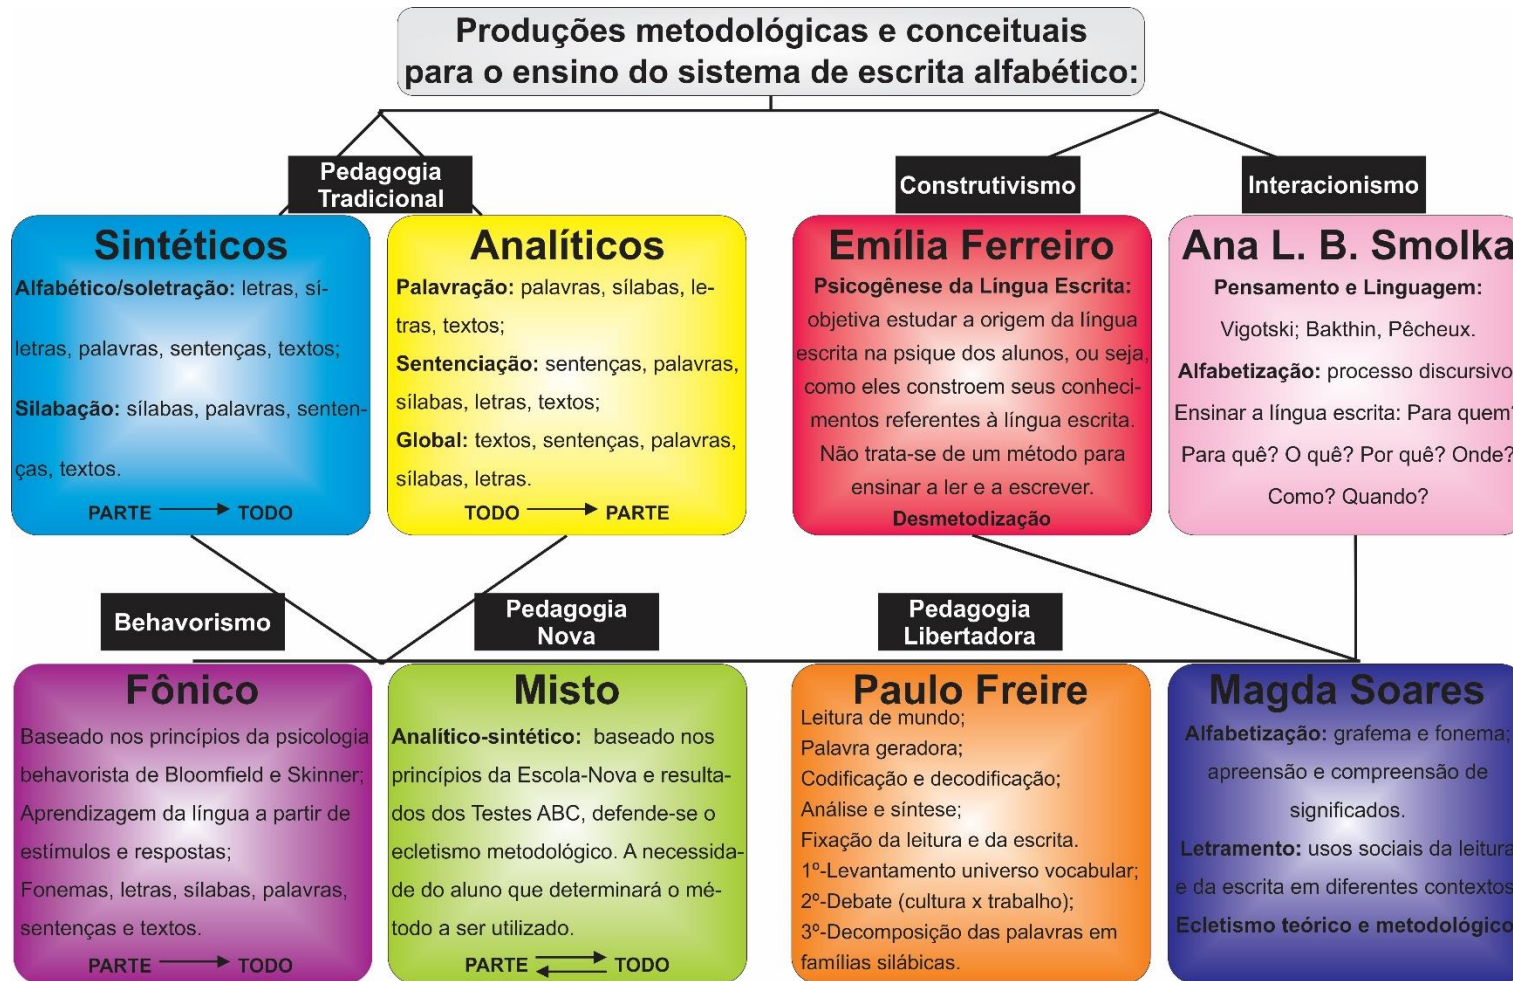 Produções metodológicas e conceituais
para o ensino do sistema de escrita alfabético:
Pedagogia
Tradicional
Construtivismo
Interacionismo
Sintéticos
Alfabético/soletração: letras, sí-
letras, palavras, sentenças, textos;
Silabação: sílabas, palavras, senten-
ças, textos.
PARTE TODO
Analíticos
Palavração: palavras, sílabas, le-
tras, textos;
Sentenciação: sentenças, palavras,
sílabas, letras, textos;
Global: textos, sentenças, palavras,
sílabas, letras.
TODO PARTE
Emília Ferreiro
Psicogênese da Língua Escrita:
objetiva estudar a origem da língua
escrita na psique dos alunos, ou seja,
como eles constroem seus conheci-
mentos referentes à língua escrita.
Não trata-se de um método para
ensinar a ler e a escrever.
Desmetodização
Ana L. B. Smolka
Pensamento e Linguagem:
Vigotski; Bakthin, Pêcheux.
Alfabetização: processo discursivo
Ensinar a língua escrita: Para quem?
Para quê? O quê? Por quê? Onde?
Como? Quando?
Behavorismo
Pedagogia
Nova
Pedagogia
Libertadora
Fônico
Baseado nos princípios da psicologia
behavorista de Bloomfield e Skinner;
Aprendizagem da língua a partir de
estímulos e respostas;
Fonemas, letras, sílabas, palavras,
sentenças e textos.
PARTE TODO
Misto
Analítico-sintético: baseado nos
princípios da Escola-Nova e resulta-
dos dos Testes ABC, defende-se o
ecletismo metodológico. A necessida-
de do aluno que determinará o mé-
todo a ser utilizado.
PARTE TODO
Paulo Freire
Leitura de mundo;
Palavra geradora;
Codificação e decodificação;
Análise e síntese;
Fixação da leitura e da escrita.
1º-Levantamento universo vocabular;
2º-Debate (cultura x trabalho);
3º-Decomposição das palavras em
famílias silábicas.
Magda Soares
Alfabetização: grafema e fonema;
apreensão e compreensão de
significados.
Letramento: usos sociais da leitura
e da escrita em diferentes contextos
Ecletismo teórico e metodológico